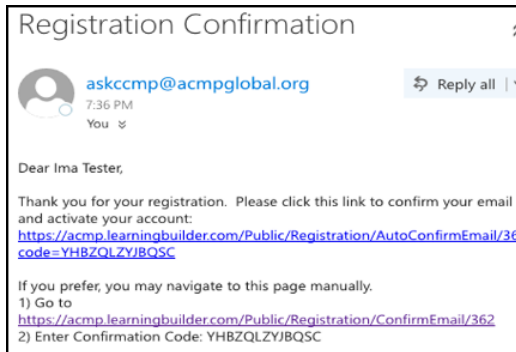 Registration Confirmation
askccmp@acmpglobal.org
Reply all |
7:36 PM
You
Dear Ima Tester,
Thank you for your registration. Please click this link to confirm your email
and activate your account:
https://acmp.learningbuilder.com/Public/Registration/AutoConfirmEmail/36
code=YHBZQLZYJBQSC
If you prefer, you may navigate to this page manually.
1) Go to
https://acmp.learningbuilder.com/Public/Registration/ConfirmEmail/362
2) Enter Confirmation Code: YHBZQLZYJBQSC